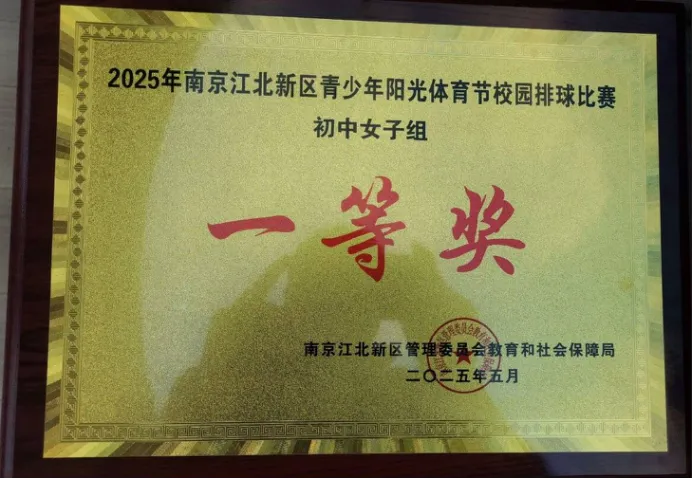 2025年南京江北新区青少年阳光体育节校园排球比赛
初中女子组
一等奖
南京江北新区管理委员会教育和社会保障局
二〇二五年五月